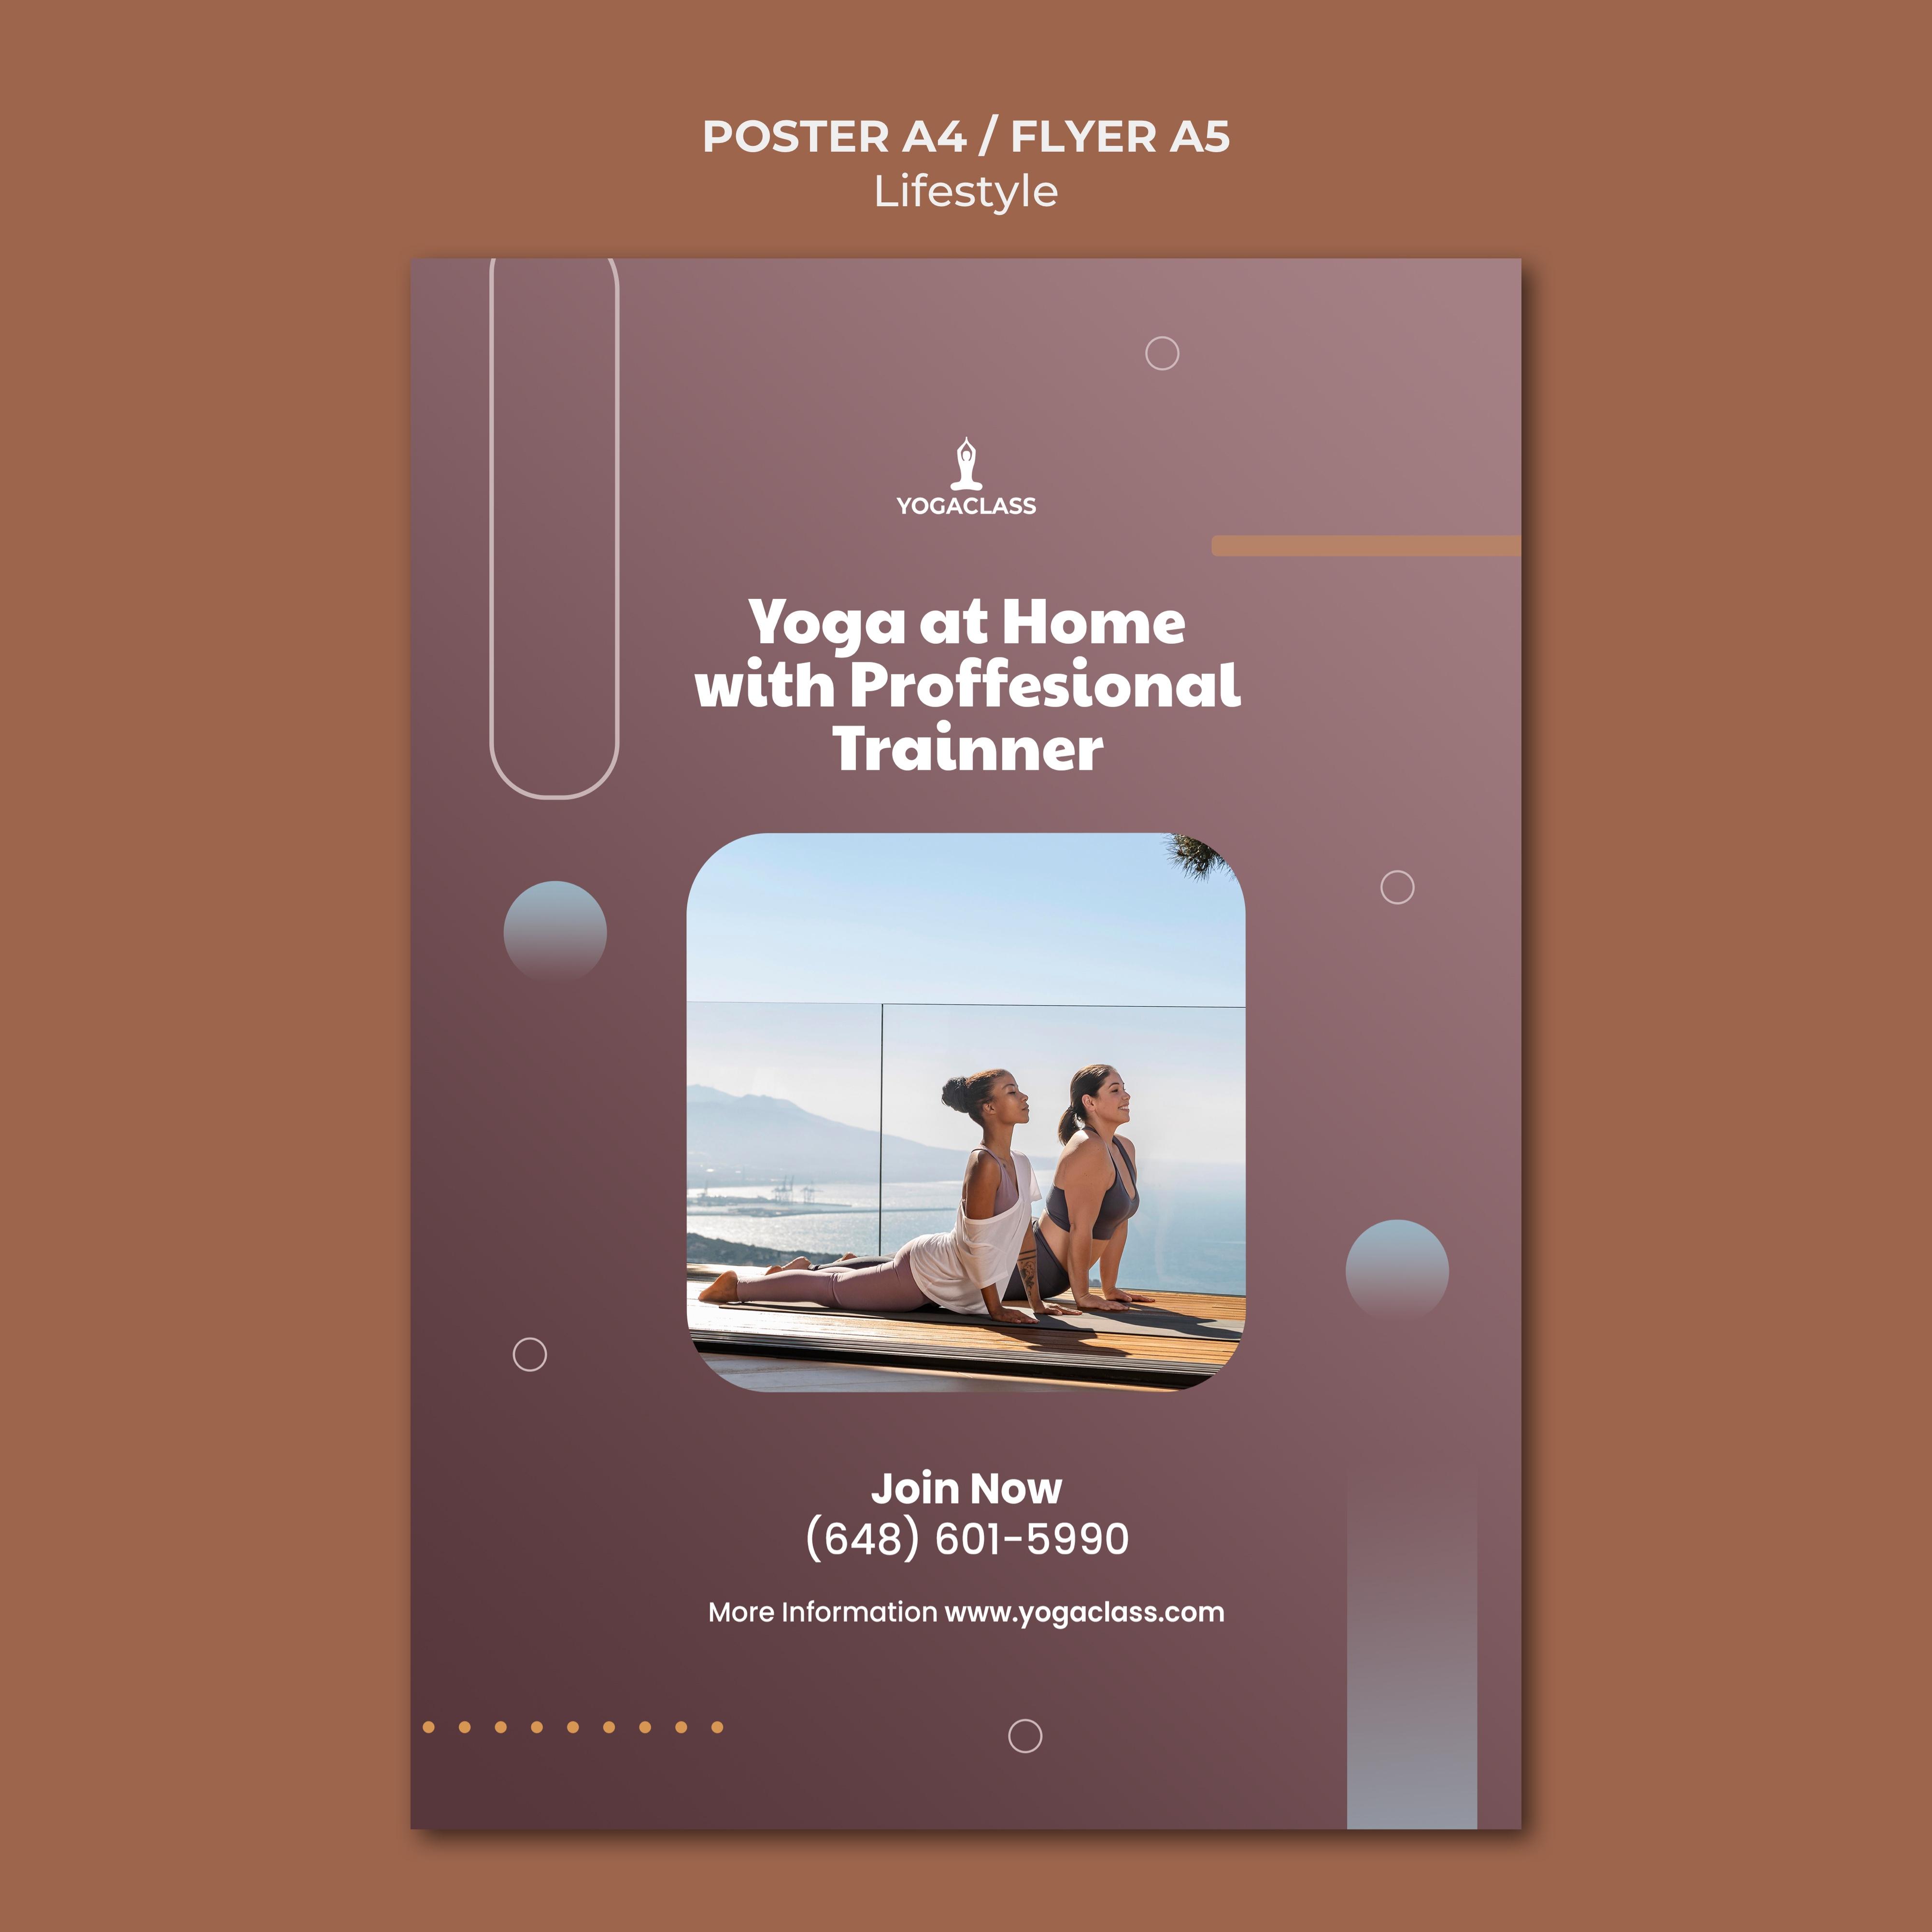 POSTER A4 / FLYER A5
Lifestyle
YOGACLASS
Yoga at Home
with Proffesional
Trainner
Join Now
(648) 601-5990
More Information www.yogaclass.com